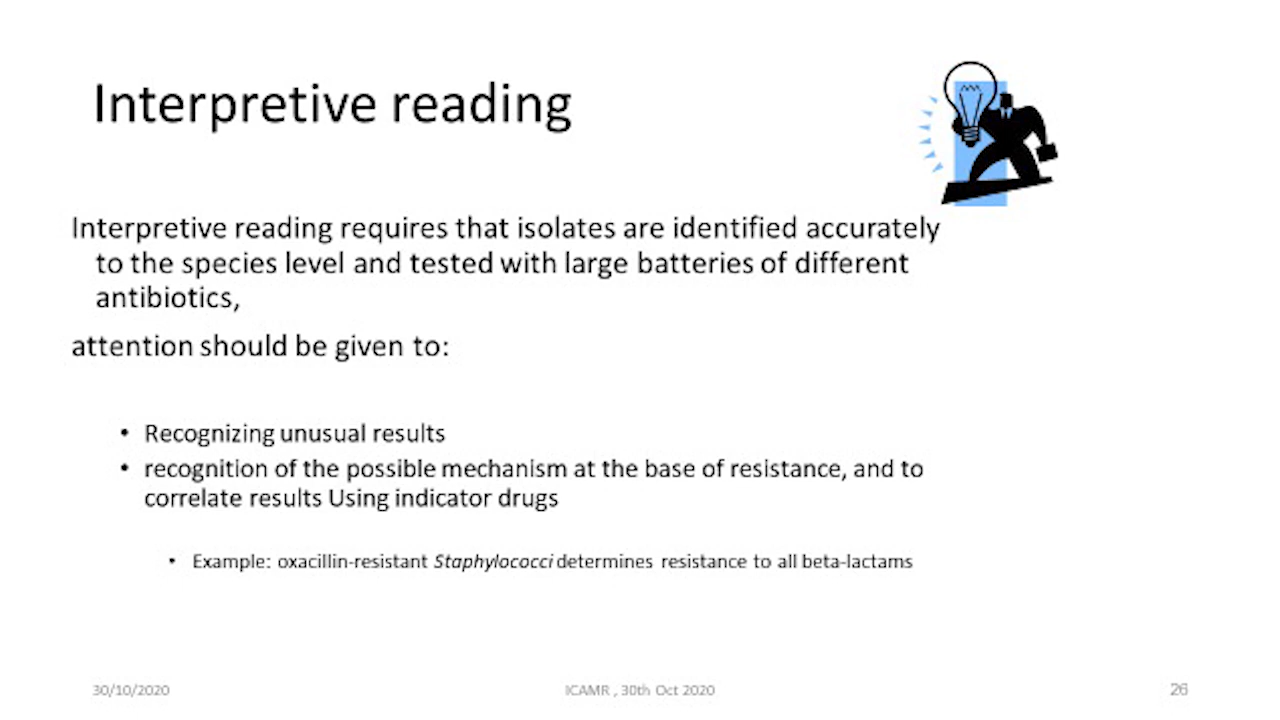 Interpretive reading
Interpretive reading requires that isolates are identified accurately
to the species level and tested with large batteries of different
antibiotics,
attention should be given to:
• Recognizing unusual results
• recognition of the possible mechanism at the base of resistance, and to
correlate results Using indicator drugs
• Example: oxacillin-resistant Staphylococci determines resistance to all beta-lactams
30/10/2020
ICAMR , 30th Oct 2020
26